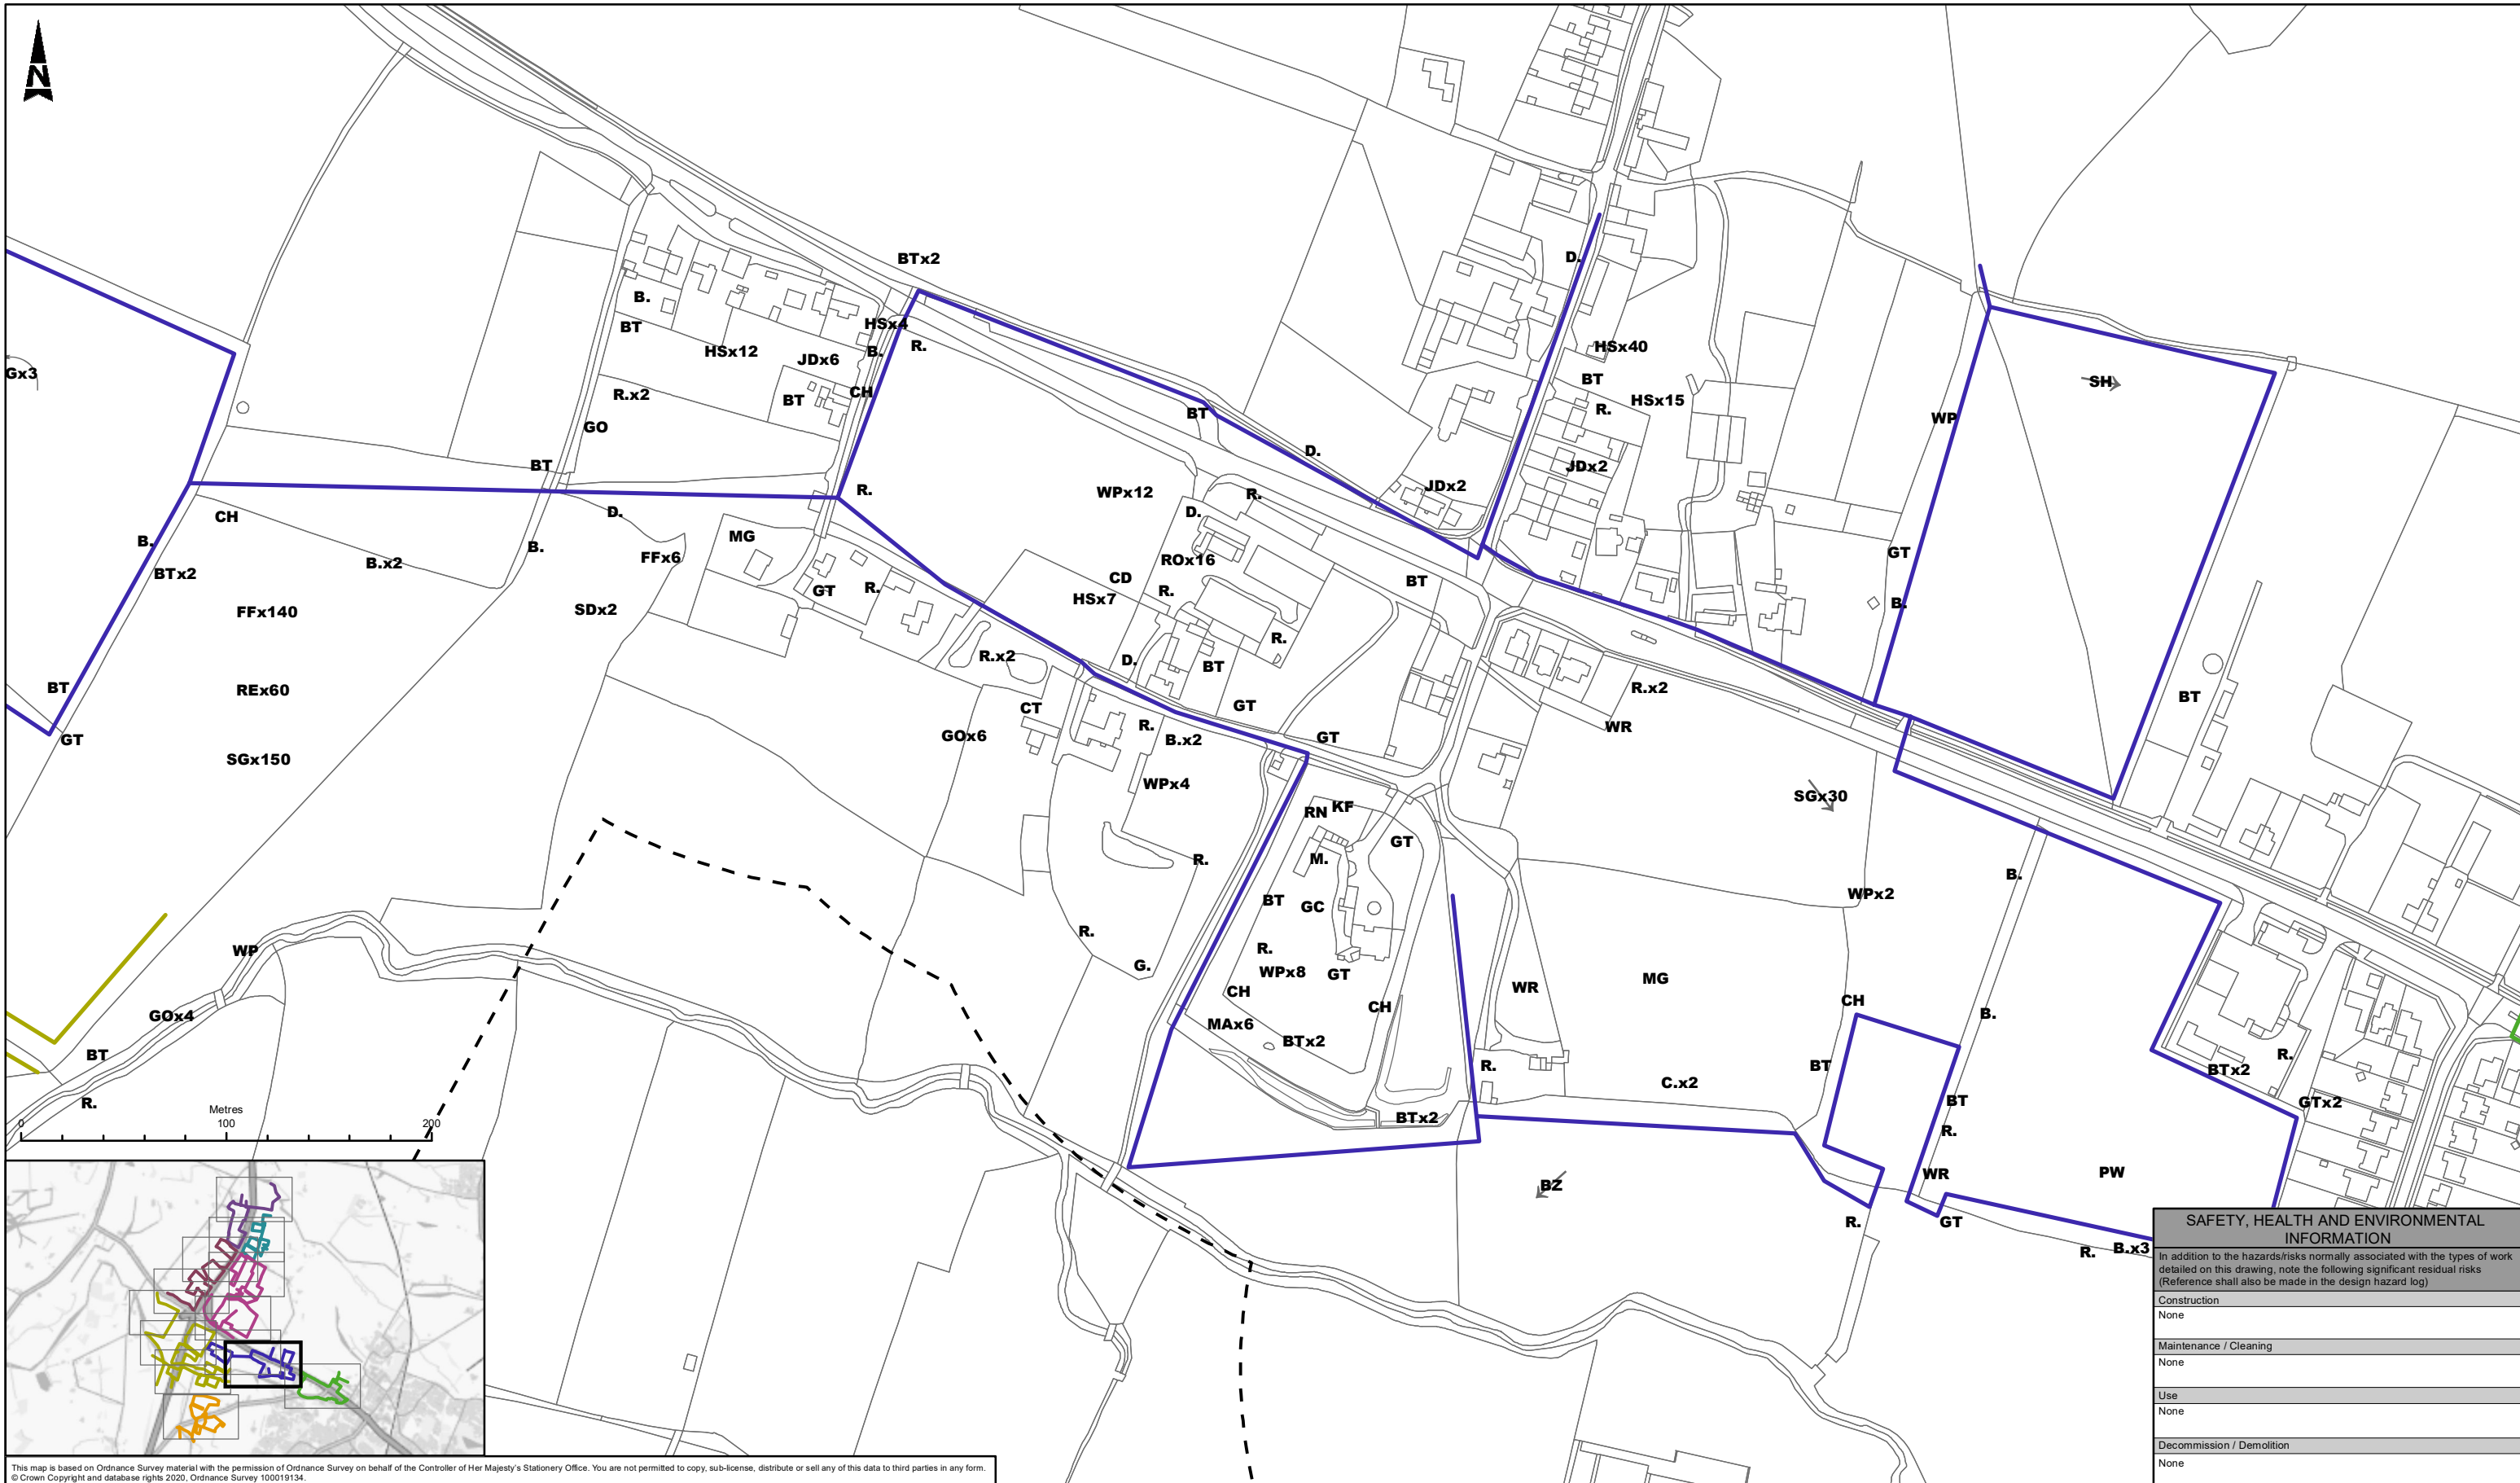 N
D.
BTx2
B.
BT
HSx4
HSx12
JDx6
B.
R.
HSx40
Gx3
CH
R.x2
BT
BT
HSx15
R.
SH
BT
WP
GO
D.
BT
JDx2
R.
WPx12
R.
JDx2
CH
D.
D.
B.
MG
B.
FFx6
ROx16
GT
B.x2
BTx2
CD
BT
GT
R.
R.
HSx7
B.
FFx140
SDx2
R.
R.x2
D.
BT
BT
REx60
R.x2
BT
CT
GT
R.
WR
GOx6
GT
B.x2
GT
SGx150
WPx4
SGx30
RN
KF
GT
R.
M.
B.
WPx2
BT
GC
R.
WP
R.
G.
WPx8
GT
MG
CH
WR
CH
CH
GOx4
B.
MAx6
BTx2
BT
R.
R.
BT
BTx2
C.x2
R.
BT
GTx2
Metres
0
100
200
BTx2
R.
PW
WR
BZ
R.
GT
R.
B.x3
SAFETY, HEALTH AND ENVIRONMENTAL
INFORMATION
In addition to the hazards/risks normally associated with the types of work
detailed on this drawing, note the following significant residual risks
(Reference shall also be made in the design hazard log)
Construction
None
Maintenance / Cleaning
None
Use
None
Decommission / Demolition
None
This map is based on Ordnance Survey material with the permission of Ordnance Survey on behalf of the Controller of Her Majesty's Stationery Office. You are not permitted to copy, sub-license, distribute or sell any of this data to third parties in any form.
© Crown Copyright and database rights 2020, Ordnance Survey 100019134.